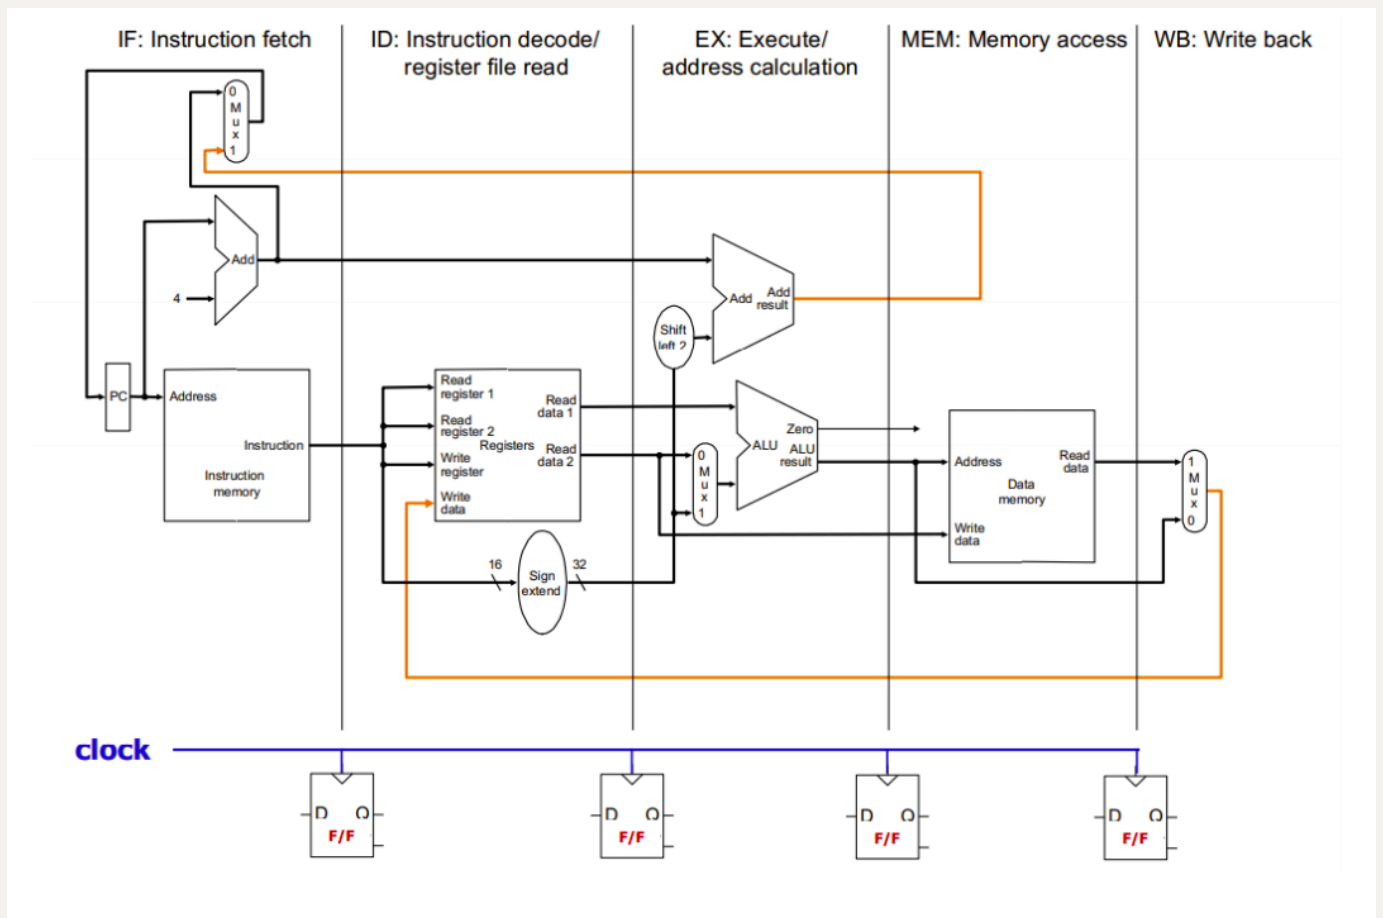 IF: Instruction fetch
ID: Instruction decode/
register file read
EX: Execute/
address calculation
MEM: Memory access
WB: Write back
0
M
u
x
1
Add
4
Add
Add
result
Shift
left 2
PC
Address
Instruction
Instruction
memory
Read
register 1
Read
register 2
Write
register
Write
data
Registers
Read
data 1
Read
data 2
0
M
u
x
1
Zero
ALU
ALU
result
Address
Read
data
Data
memory
Write
data
1
M
u
x
0
16
Sign
extend
32
clock
D Q
F/F
D Q
F/F
D Q
F/F
D Q
F/F